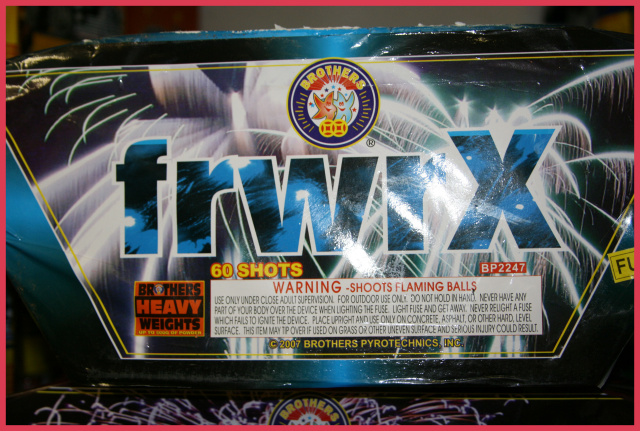 BROTHERS
®
frwrX
60 SHOTS
BP2247
FU
BROTHERS
HEAVY
WEIGHTS
WARNING -SHOOTS FLAMING BALLS
USE ONLY UNDER CLOSE ADULT SUPERVISION. FOR OUTDOOR USE ONLY. DO NOT HOLD IN HAND. NEVER HAVE ANY
PART OF YOUR BODY OVER THE DEVICE WHEN LIGHTING THE FUSE. LIGHT FUSE AND GET AWAY. NEVER RELIGHT A FUSE
WHICH FAILS TO IGNITE THE DEVICE. PLACE UPRIGHT AND USE ONLY ON CONCRETE, ASPHALT OR OTHER HARD, LEVEL
SURFACE. THIS ITEM MAY TIP OVER IF USED ON GRASS OR OTHER UNEVEN SURFACE AND SERIOUS INJURY COULD RESULT.
© 2007 BROTHERS PYROTECHNICS, INC.
BROTHERS